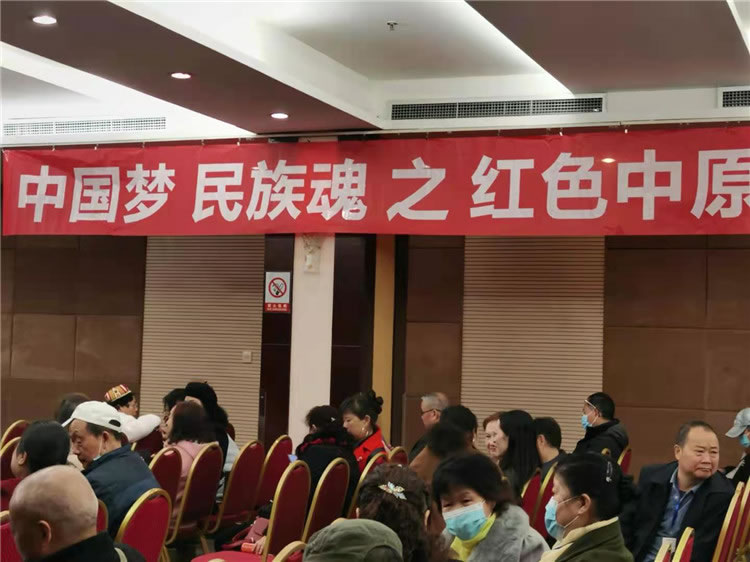 中国梦 民族魂 之 红色中原